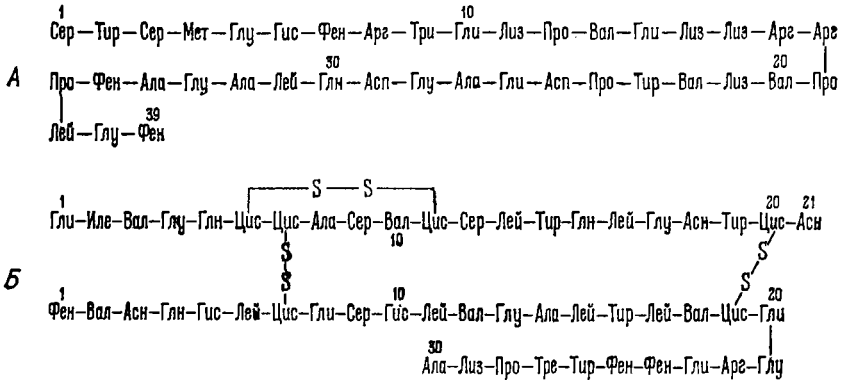 1 10
Сер–Тир–Сер–Мет–Глу–Гис–Фен–Арг–Три–Гли–Лиз–Про–Вал–Гли–Лиз–Лиз–Арг–Арг
30 20
А Про–Фен–Ала–Глу–Ала–Лей–Глн–Асп–Глу–Ала–Гли–Асп–Про–Тир–Вал–Лиз–Вал–Про
39
Лей–Глу–Фен
S–S
1 20 21
Гли–Иле–Вал–Глу–Глн–Цис–Цис–Ала–Сер–Вал–Цис–Сер–Лей–Тир–Глн–Лей–Глу–Асн–Тир–Цис–Асн
10
S S
S S
Б
1 10 20
Фен–Вал–Асн–Глн–Гис–Лей–Цис–Гли–Сер–Гис–Лей–Вал–Глу–Ала–Лей–Тир–Лей–Вал–Цис–Гли
30
Ала–Лиз–Про–Тре–Тир–Фен–Фен–Гли–Арг–Глу